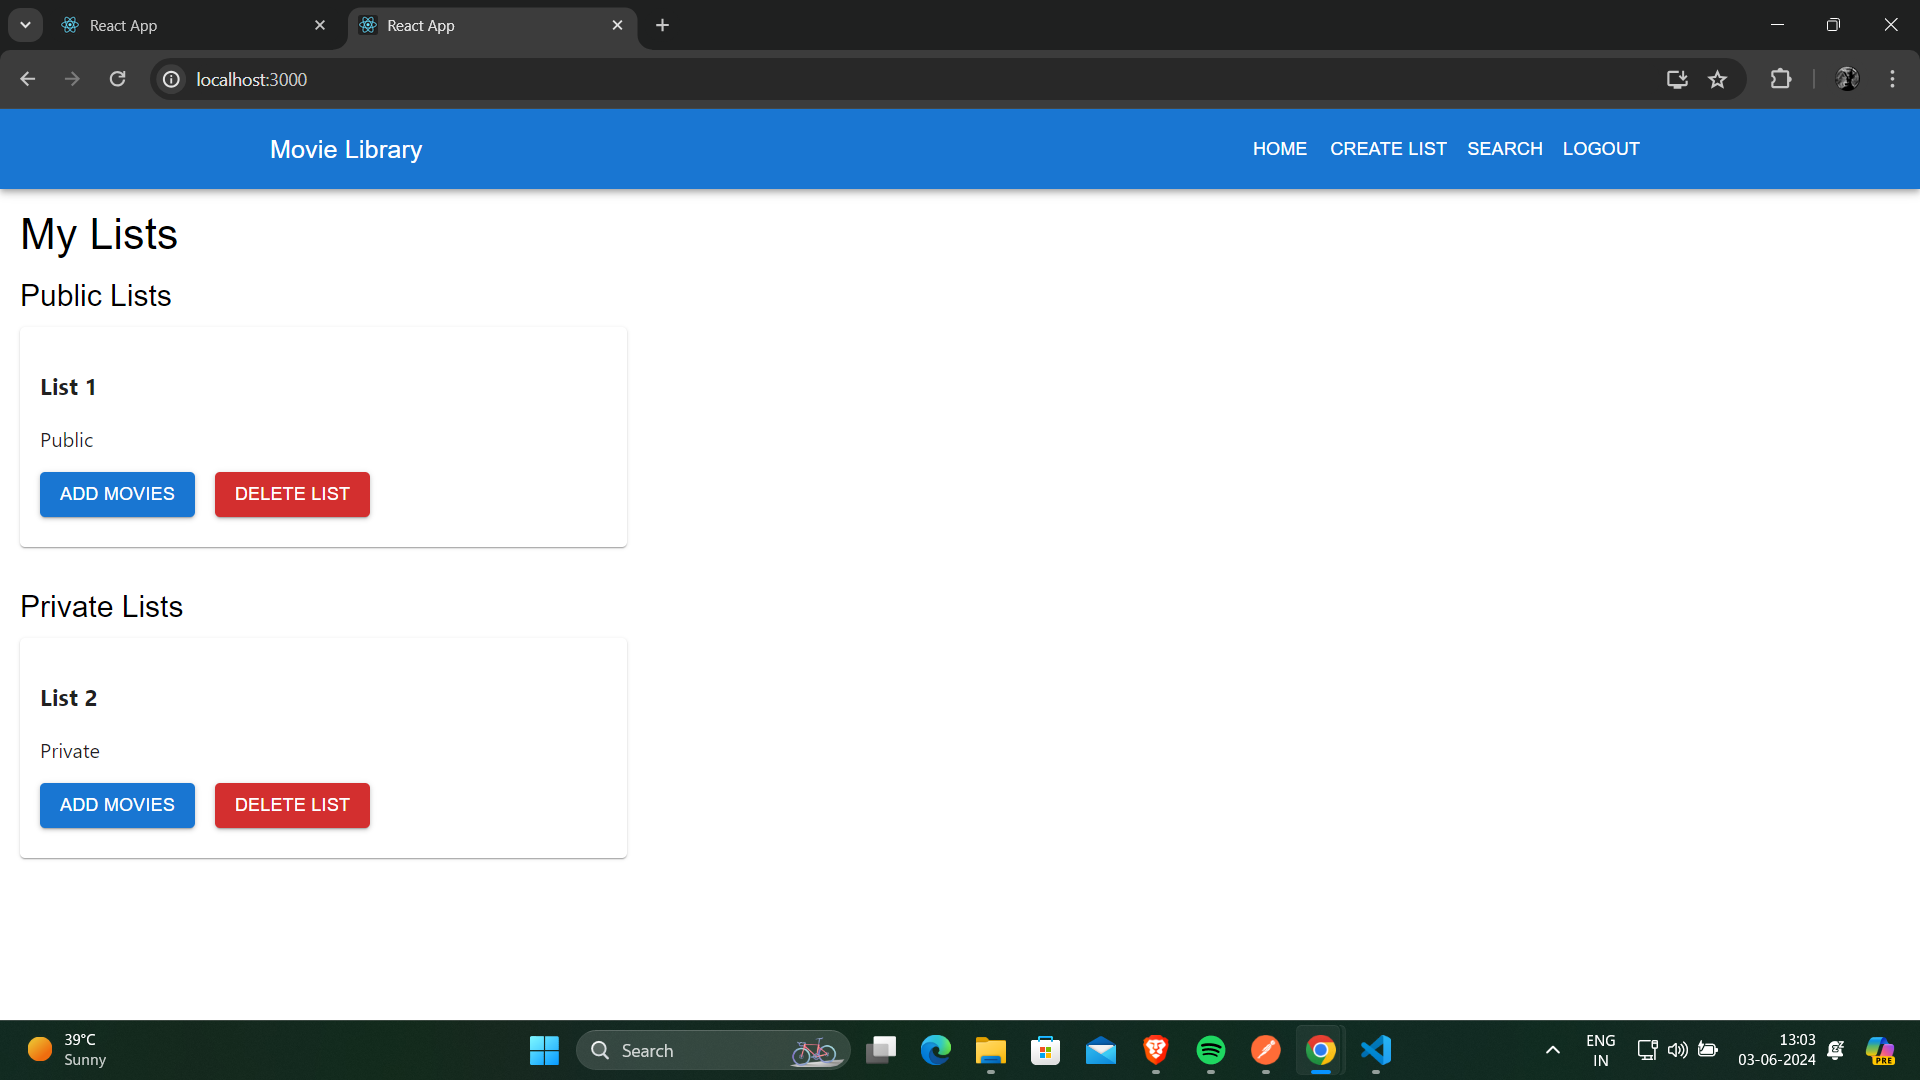 React App
React App
localhost:3000
Movie Library
HOME CREATE LIST SEARCH LOGOUT
My Lists
Public Lists
List 1
Public
ADD MOVIES DELETE LIST
Private Lists
List 2
Private
ADD MOVIES DELETE LIST
39°C
Sunny
Search
ENG
IN
13:03
03-06-2024
PRE